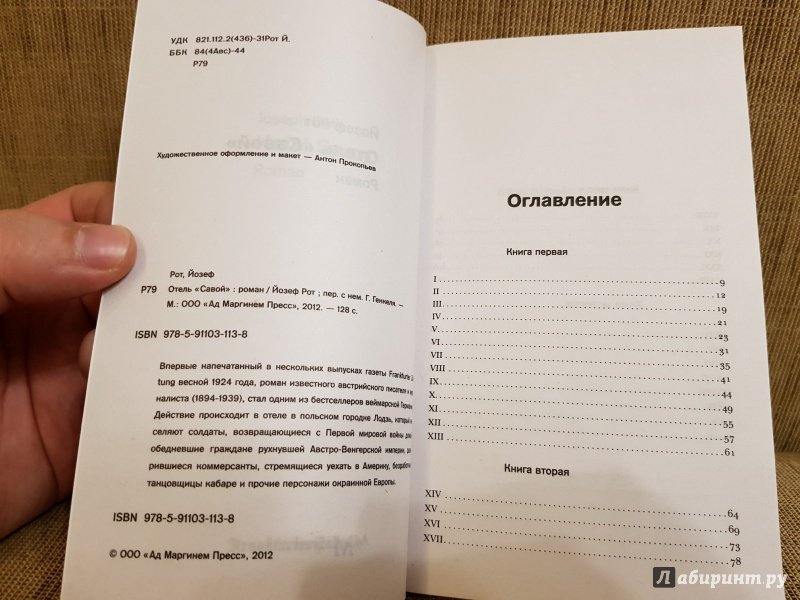 УДК 821.112.2(436)-31Рот Й.
ББК 84(4Авс)-44
Р79
Художественное оформление и макет — Антон Прокопьев
Рот, Йозеф
Р79 Отель «Савой» : роман / Йозеф Рот ; пер. с нем. Г. Генкеля. —
М.: ООО «Ад Маргинем Пресс», 2012. — 128 с.
ISBN 978-5-91103-113-8
Впервые напечатанный в нескольких выпусках газеты Frankfurter
tung весной 1924 года, роман известного австрийского писателя и
налиста (1894-1939), стал одним из бестселлеров веймарской
Действие происходит в отеле в польском городке Лодзь, который
селяют солдаты, возвращающиеся с Первой мировой войны
обедневшие граждане рухнувшей Австро-Венгерской империи,
рившиеся коммерсанты, стремящиеся уехать в Америку,
танцовщицы кабаре и прочие персонажи окраинной Европы.
ISBN 978-5-91103-113-8
© ООО «Ад Маргинем Пресс», 2012
Оглавление
Книга первая
I 9
II 12
III. 19
IV 21
V. 23
VI 31
VII 35
VIII 41
IX. 44
X. 49
XI 55
XII 57
XIII 61
Книга вторая
XIV 64
XV 69
XVI 73
XVII. 78
Лабиринт.ру